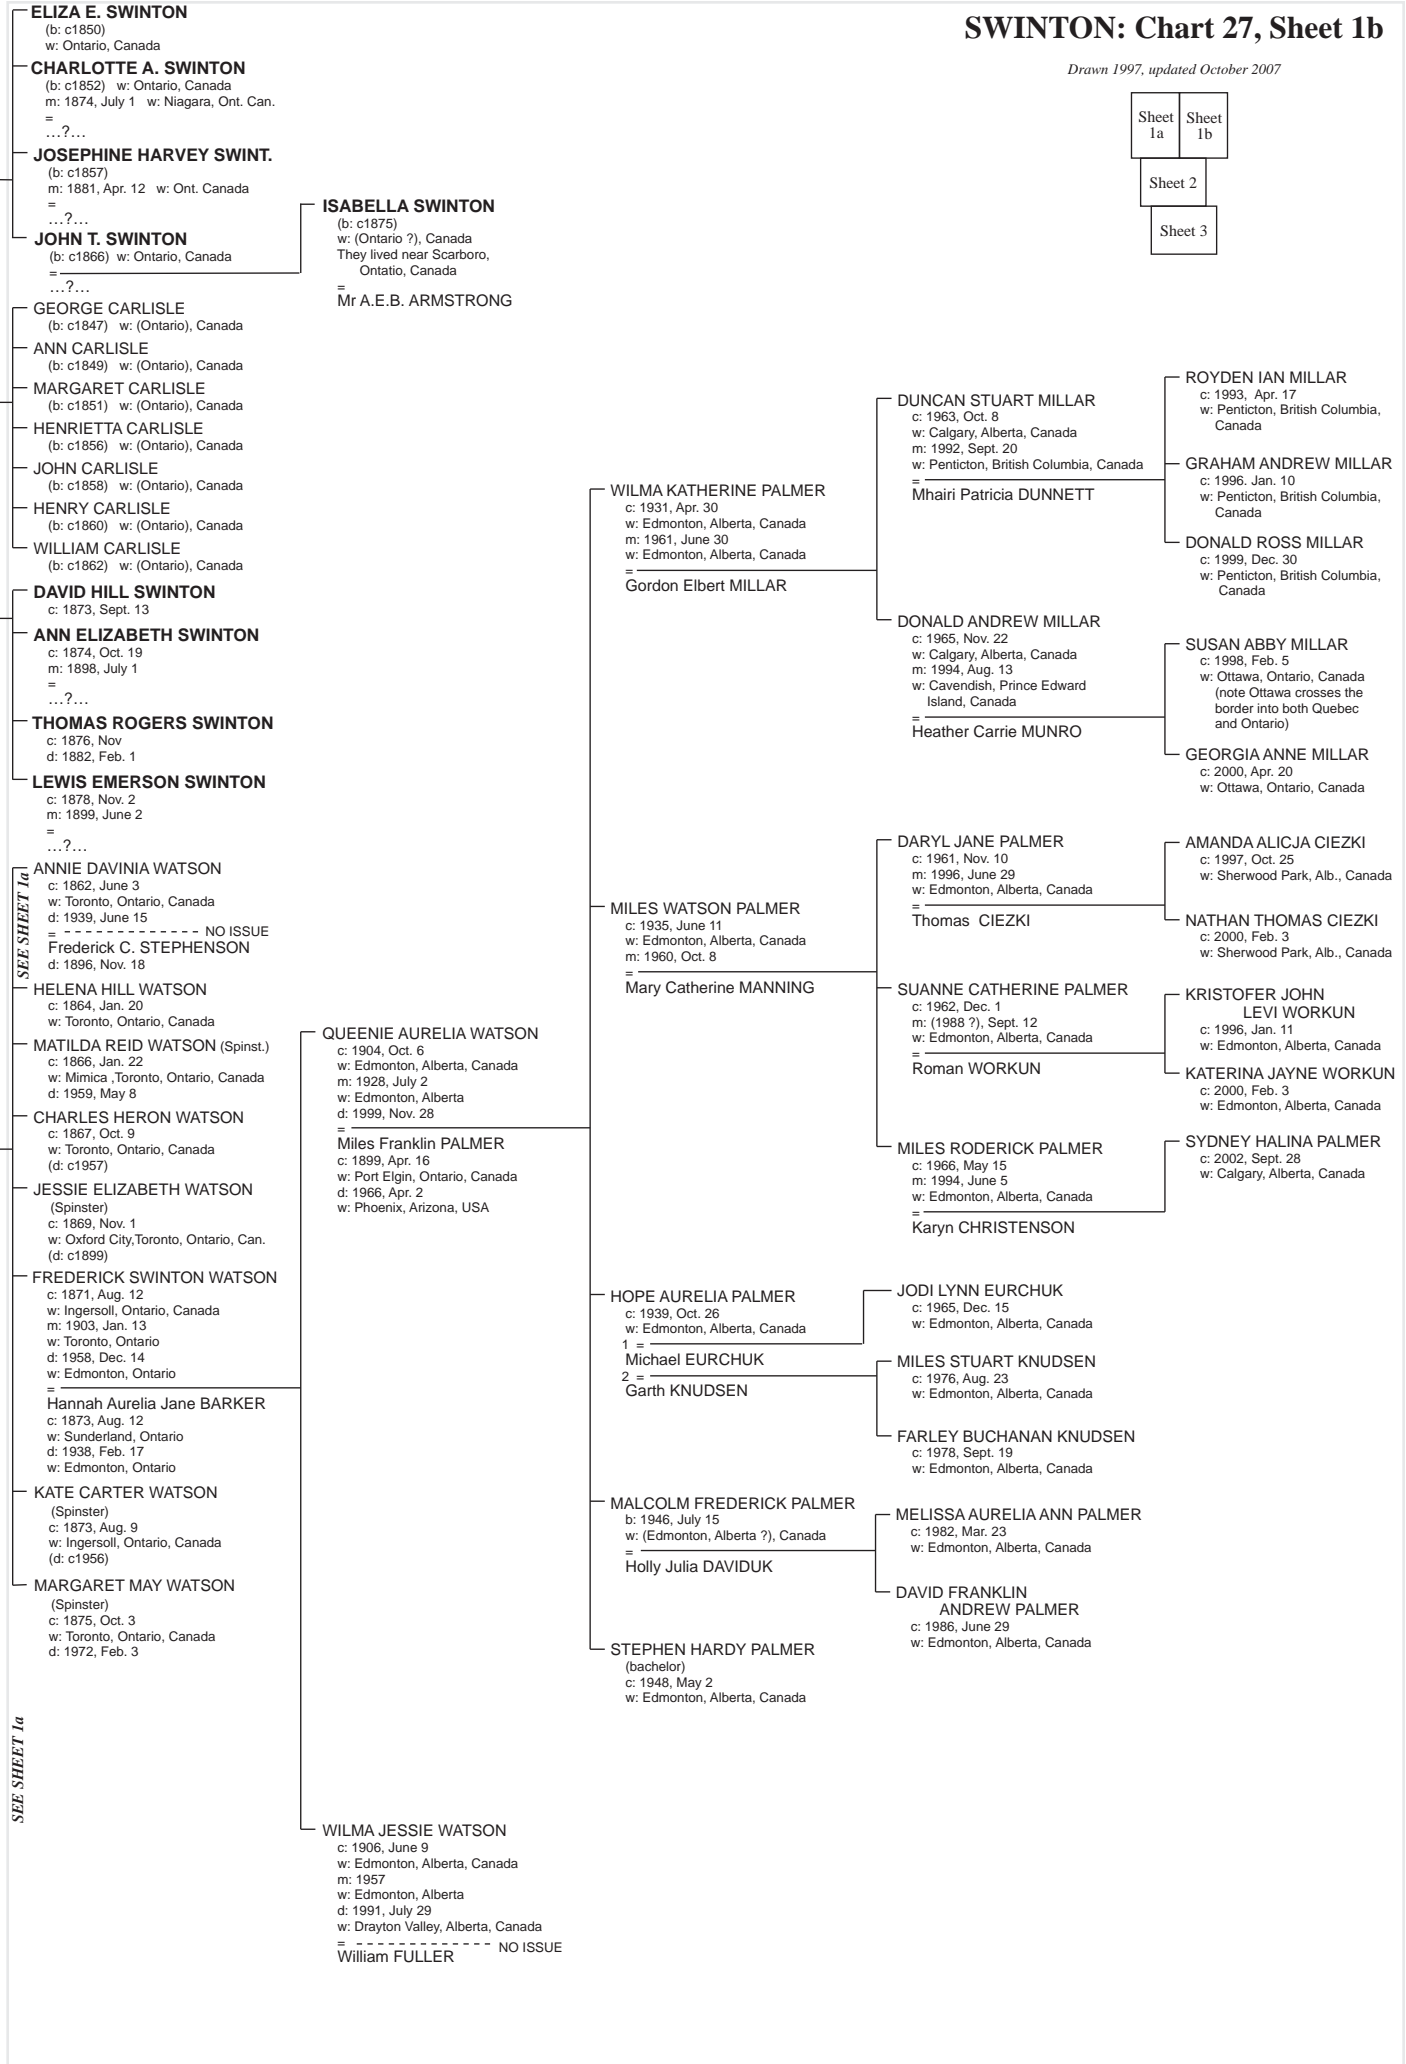 SWINTON: Chart 27, Sheet 1b
Drawn 1997, updated October 2007
Sheet
1a
Sheet
1b
Sheet 2
Sheet 3
ELIZA E. SWINTON
(b: c1850)
w: Ontario, Canada
CHARLOTTE A. SWINTON
(b: c1852) w: Ontario, Canada
m: 1874, July 1 w: Niagara, Ont. Can.
=
...?...
JOSEPHINE HARVEY SWINT.
(b: c1857)
m: 1881, Apr. 12 w: Ont. Canada
=
...?...
JOHN T. SWINTON
(b: c1866) w: Ontario, Canada
=
...?...
GEORGE CARLISLE
(b: c1847) w: (Ontario), Canada
ANN CARLISLE
(b: c1849) w: (Ontario), Canada
MARGARET CARLISLE
(b: c1851) w: (Ontario), Canada
HENRIETTA CARLISLE
(b: c1856) w: (Ontario), Canada
JOHN CARLISLE
(b: c1858) w: (Ontario), Canada
HENRY CARLISLE
(b: c1860) w: (Ontario), Canada
WILLIAM CARLISLE
(b: c1862) w: (Ontario), Canada
DAVID HILL SWINTON
c: 1873, Sept. 13
ANN ELIZABETH SWINTON
c: 1874, Oct. 19
m: 1898, July 1
=
...?...
THOMAS ROGERS SWINTON
c: 1876, Nov
d: 1882, Feb. 1
LEWIS EMERSON SWINTON
c: 1878, Nov. 2
m: 1899, June 2
=
...?...
SEE SHEET 1a
ANNIE DAVINIA WATSON
c: 1862, June 3
w: Toronto, Ontario, Canada
d: 1939, June 15
= - - - - - - - - - - - - - NO ISSUE
Frederick C. STEPHENSON
d: 1896, Nov. 18
HELENA HILL WATSON
c: 1864, Jan. 20
w: Toronto, Ontario, Canada
MATILDA REID WATSON (Spinst.)
c: 1866, Jan. 22
w: Mimica ,Toronto, Ontario, Canada
d: 1959, May 8
CHARLES HERON WATSON
c: 1867, Oct. 9
w: Toronto, Ontario, Canada
(d: c1957)
JESSIE ELIZABETH WATSON
(Spinster)
c: 1869, Nov. 1
w: Oxford City,Toronto, Ontario, Can.
(d: c1899)
FREDERICK SWINTON WATSON
c: 1871, Aug. 12
w: Ingersoll, Ontario, Canada
m: 1903, Jan. 13
w: Toronto, Ontario
d: 1958, Dec. 14
w: Edmonton, Ontario
=
Hannah Aurelia Jane BARKER
c: 1873, Aug. 12
w: Sunderland, Ontario
d: 1938, Feb. 17
w: Edmonton, Ontario
KATE CARTER WATSON
(Spinster)
c: 1873, Aug. 9
w: Ingersoll, Ontario, Canada
(d: c1956)
MARGARET MAY WATSON
(Spinster)
c: 1875, Oct. 3
w: Toronto, Ontario, Canada
d: 1972, Feb. 3
SEE SHEET 1a
ISABELLA SWINTON
(b: c1875)
w: (Ontario ?), Canada
They lived near Scarboro,
Ontatio, Canada
=
Mr A.E.B. ARMSTRONG
QUEENIE AURELIA WATSON
c: 1904, Oct. 6
w: Edmonton, Alberta, Canada
m: 1928, July 2
w: Edmonton, Alberta
d: 1999, Nov. 28
=
Miles Franklin PALMER
c: 1899, Apr. 16
w: Port Elgin, Ontario, Canada
d: 1966, Apr. 2
w: Phoenix, Arizona, USA
WILMA JESSIE WATSON
c: 1906, June 9
w: Edmonton, Alberta, Canada
m: 1957
w: Edmonton, Alberta
d: 1991, July 29
w: Drayton Valley, Alberta, Canada
= - - - - - - - - - - - - - NO ISSUE
William FULLER
WILMA KATHERINE PALMER
c: 1931, Apr. 30
w: Edmonton, Alberta, Canada
m: 1961, June 30
w: Edmonton, Alberta, Canada
=
Gordon Elbert MILLAR
MILES WATSON PALMER
c: 1935, June 11
w: Edmonton, Alberta, Canada
m: 1960, Oct. 8
=
Mary Catherine MANNING
HOPE AURELIA PALMER
c: 1939, Oct. 26
w: Edmonton, Alberta, Canada
1 =
Michael EURCHUK
2 =
Garth KNUDSEN
MALCOLM FREDERICK PALMER
b: 1946, July 15
w: (Edmonton, Alberta ?), Canada
=
Holly Julia DAVIDUK
STEPHEN HARDY PALMER
(bachelor)
c: 1948, May 2
w: Edmonton, Alberta, Canada
DUNCAN STUART MILLAR
c: 1963, Oct. 8
w: Calgary, Alberta, Canada
m: 1992, Sept. 20
w: Penticton, British Columbia, Canada
=
Mhairi Patricia DUNNETT
DONALD ANDREW MILLAR
c: 1965, Nov. 22
w: Calgary, Alberta, Canada
m: 1994, Aug. 13
w: Cavendish, Prince Edward
Island, Canada
=
Heather Carrie MUNRO
DARYL JANE PALMER
c: 1961, Nov. 10
m: 1996, June 29
w: Edmonton, Alberta, Canada
=
Thomas CIEZKI
SUANNE CATHERINE PALMER
c: 1962, Dec. 1
m: (1988 ?), Sept. 12
w: Edmonton, Alberta, Canada
=
Roman WORKUN
MILES RODERICK PALMER
c: 1966, May 15
m: 1994, June 5
w: Edmonton, Alberta, Canada
=
Karyn CHRISTENSON
JODI LYNN EURCHUK
c: 1965, Dec. 15
w: Edmonton, Alberta, Canada
MILES STUART KNUDSEN
c: 1976, Aug. 23
w: Edmonton, Alberta, Canada
FARLEY BUCHANAN KNUDSEN
c: 1978, Sept. 19
w: Edmonton, Alberta, Canada
MELISSA AURELIA ANN PALMER
c: 1982, Mar. 23
w: Edmonton, Alberta, Canada
DAVID FRANKLIN
ANDREW PALMER
c: 1986, June 29
w: Edmonton, Alberta, Canada
ROYDEN IAN MILLAR
c: 1993, Apr. 17
w: Penticton, British Columbia,
Canada
GRAHAM ANDREW MILLAR
c: 1996. Jan. 10
w: Penticton, British Columbia,
Canada
DONALD ROSS MILLAR
c: 1999, Dec. 30
w: Penticton, British Columbia,
Canada
SUSAN ABBY MILLAR
c: 1998, Feb. 5
w: Ottawa, Ontario, Canada
(note Ottawa crosses the
border into both Quebec
and Ontario)
GEORGIA ANNE MILLAR
c: 2000, Apr. 20
w: Ottawa, Ontario, Canada
AMANDA ALICJA CIEZKI
c: 1997, Oct. 25
w: Sherwood Park, Alb., Canada
NATHAN THOMAS CIEZKI
c: 2000, Feb. 3
w: Sherwood Park, Alb., Canada
KRISTOFER JOHN
LEVI WORKUN
c: 1996, Jan. 11
w: Edmonton, Alberta, Canada
KATERINA JAYNE WORKUN
c: 2000, Feb. 3
w: Edmonton, Alberta, Canada
SYDNEY HALINA PALMER
c: 2002, Sept. 28
w: Calgary, Alberta, Canada